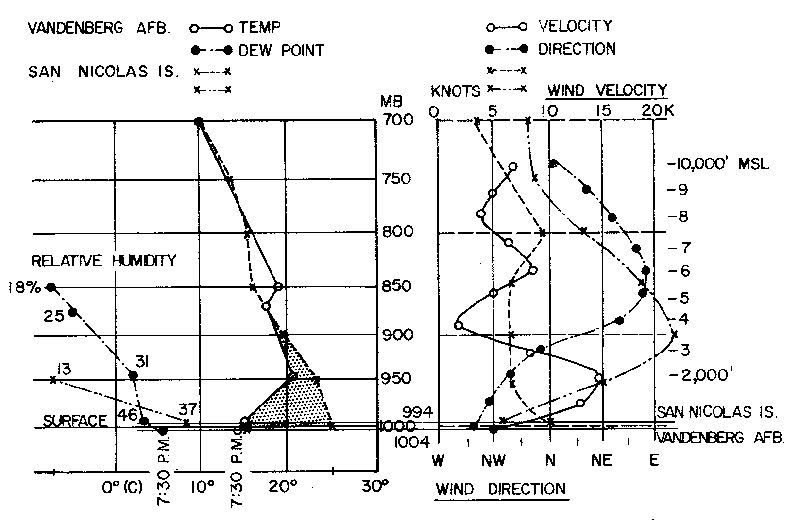 VANDENBERG AFB. TEMP
DEW POINT
SAN NICOLAS IS.
VELOCITY
DIRECTION
KNOTS WIND VELOCITY
MB 0 5 10 15 20K
700
-10,000' MSL
750
-9
-8
800
-7
RELATIVE HUMIDITY
-6
18% 850
-5
25
-4
900
-3
31
13
950 -2,000'
46 37
994 SAN NICOLAS IS.
SURFACE 1000
1004 VANDENBERG AFB.
W NW N NE E
7:30 P.M. 7:30 P.M.
0° (C) 10° 20° 30°
WIND DIRECTION